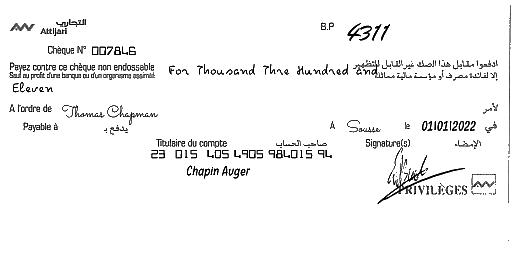 التجاري
Attijari
B.P 4311
Chèque N° 007846
Payez contre ce chèque non endossable
Sauf au profit d'une banque ou d'un organisme assimilé
For Thousand Thre Hundred and
ادفعوا مقابل هذا الصك غير القابل للتظهير
إلا لفائدة مصرف أو مؤسسة مالية مماثلة
Eleven
A l'ordre de Thomas Chapman لأمر
Payable à يدفع بـ
A Sousse le 01/01/2022 في
Titulaire du compte صاحب الحساب
Signature(s) الإمضاء
23 015 405 4905 984015 94
Chapin Auger
PRIVILÈGES